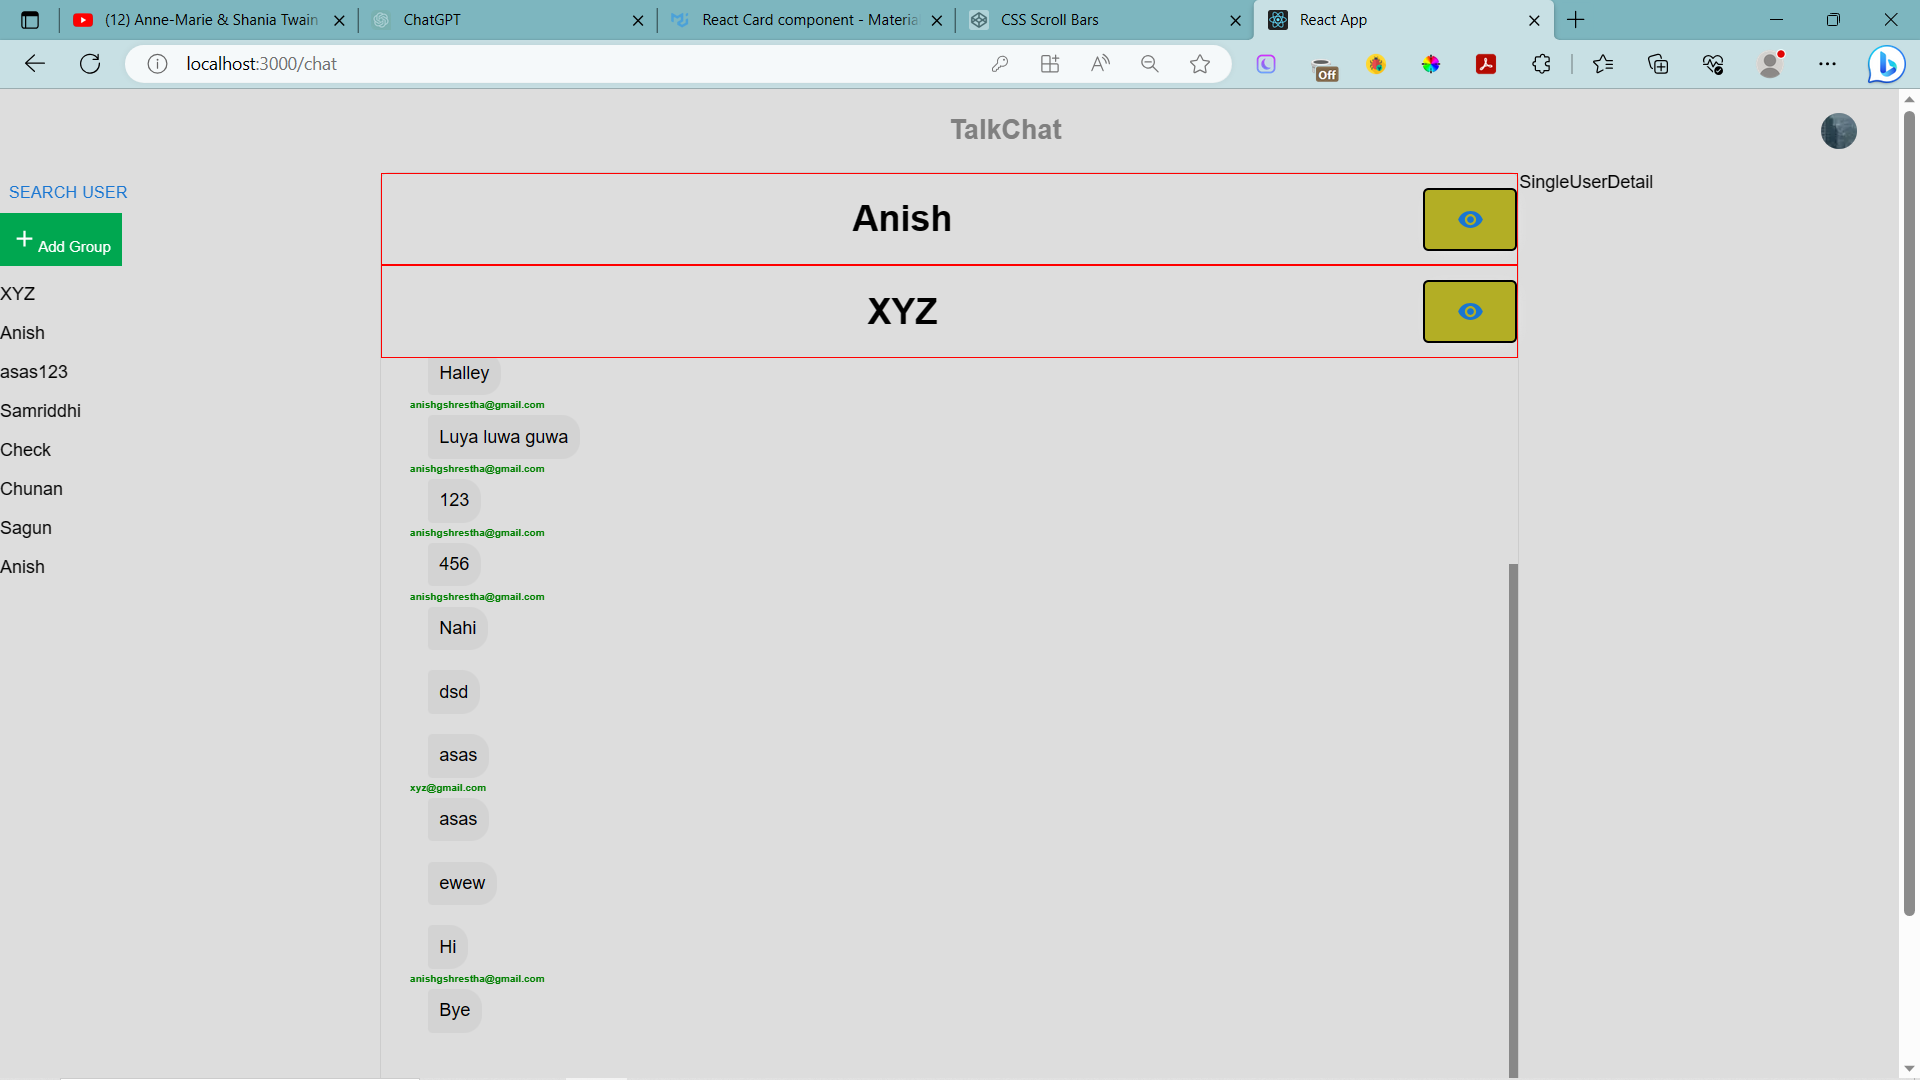 (12) Anne-Marie & Shania Twain
ChatGPT
React Card component - Materia
CSS Scroll Bars
React App
localhost:3000/chat
Off
TalkChat
SEARCH USER
+ Add Group
XYZ
Anish
asas123
Samriddhi
Check
Chunan
Sagun
Anish
Anish
XYZ
Halley
anishgshrestha@gmail.com
Luya luwa guwa
anishgshrestha@gmail.com
123
anishgshrestha@gmail.com
456
anishgshrestha@gmail.com
Nahi
dsd
asas
xyz@gmail.com
asas
ewew
Hi
anishgshrestha@gmail.com
Bye
SingleUserDetail